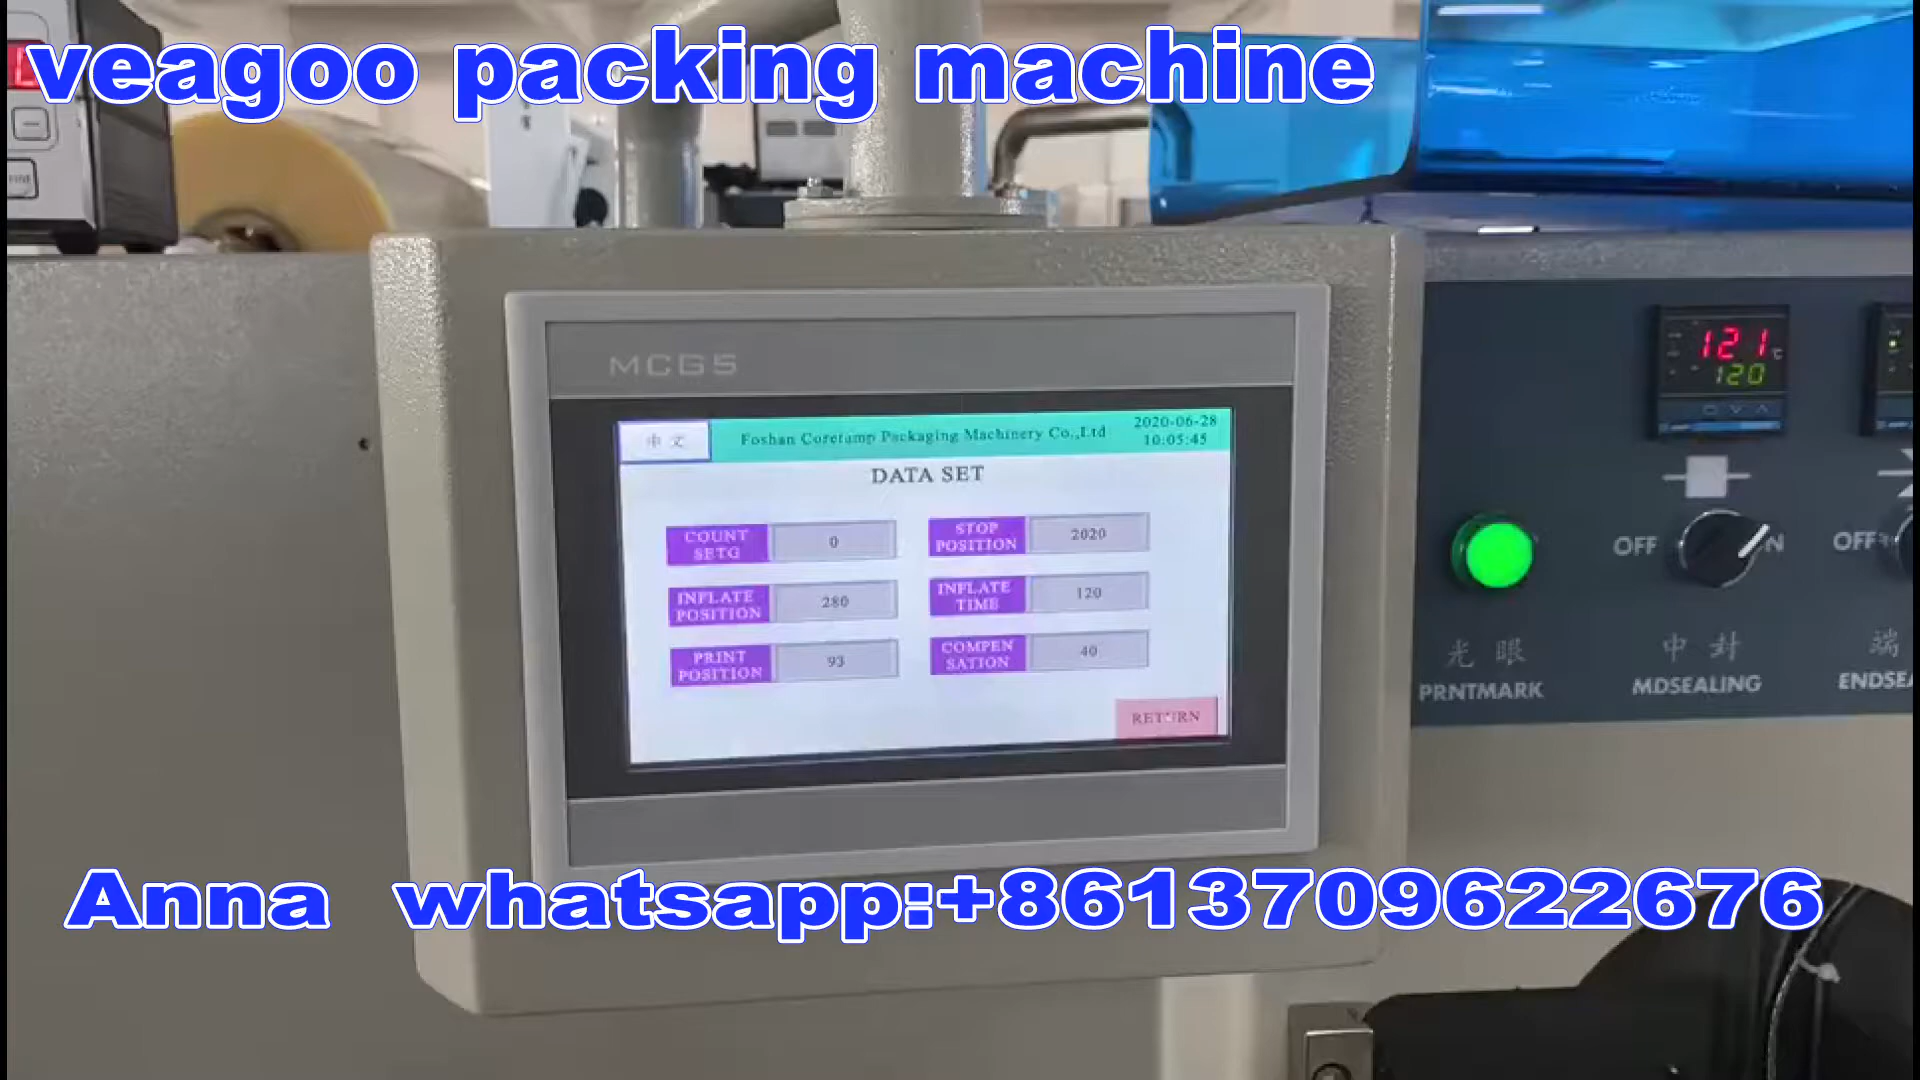 veagoo packing machine
MCGS
中文
Foshan Coretamp Packaging Machinery Co.,Ltd
2020-06-28
10:05:45
DATA SET
COUNT SETG
0
STOP POSITION
2020
INFLATE POSITION
280
INFLATE TIME
120
PRINT POSITION
93
COMPEN SATION
40
RETURN
121
℃
120
OFF
N
OFF
光眼
中封
端
PRNTMARK
MDSEALING
ENDSEA
Anna whatsapp:+8613709622676